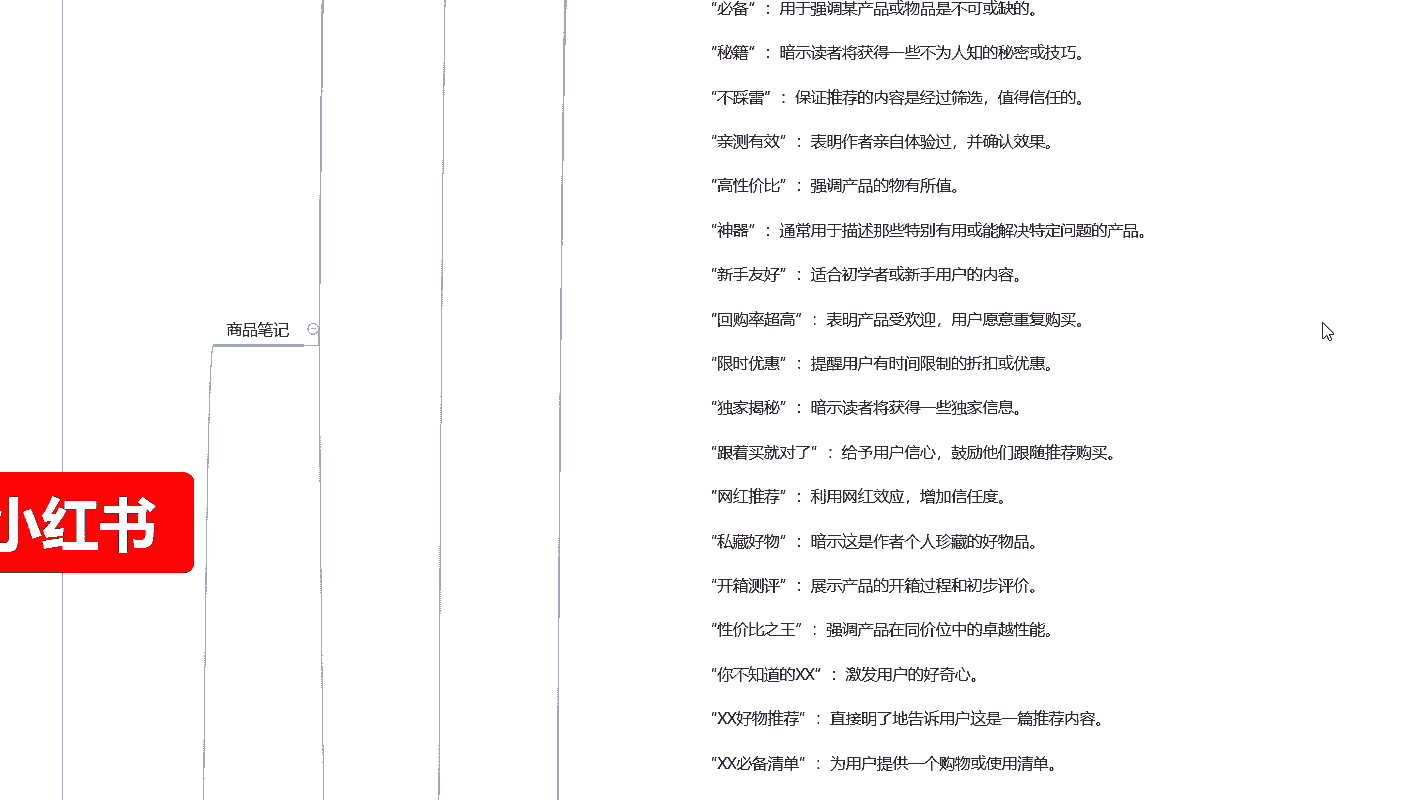 "必备" ：用于强调某产品或物品是不可或缺的。
"秘籍" ：暗示读者将获得一些不为人知的秘密或技巧。
"不踩雷" ：保证推荐的内容是经过筛选，值得信任的。
"亲测有效" ：表明作者亲自体验过，并确认效果。
"高性价比" ：强调产品的物有所值。
"神器" ：通常用于描述那些特别有用或能解决特定问题的产品。
"新手友好" ：适合初学者或新手用户的内容。
"回购率超高" ：表明产品受欢迎，用户愿意重复购买。
商品笔记
"限时优惠" ：提醒用户有时间限制的折扣或优惠。
"独家揭秘" ：暗示读者将获得一些独家信息。
"跟着买就对了" ：给予用户信心，鼓励他们跟随推荐购买。
"网红推荐" ：利用网红效应，增加信任度。
小红书
"私藏好物" ：暗示这是作者个人珍藏的好物品。
"开箱测评" ：展示产品的开箱过程和初步评价。
"性价比之王" ：强调产品在同价位中的卓越性能。
"你不知道的XX" ：激发用户的好奇心。
"XX好物推荐" ：直接明了地告诉用户这是一篇推荐内容。
"XX必备清单" ：为用户提供一个购物或使用清单。